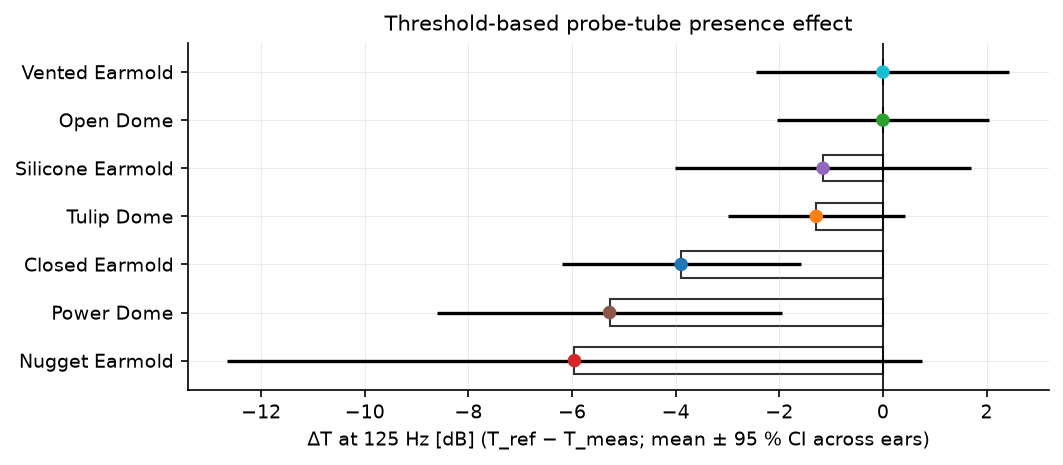 Threshold-based probe-tube presence effect
Vented Earmold
Open Dome
Silicone Earmold
Tulip Dome
Closed Earmold
Power Dome
Nugget Earmold
−12 −10 −8 −6 −4 −2 0 2
ΔT at 125 Hz [dB] (T_ref − T_meas; mean ± 95 % CI across ears)